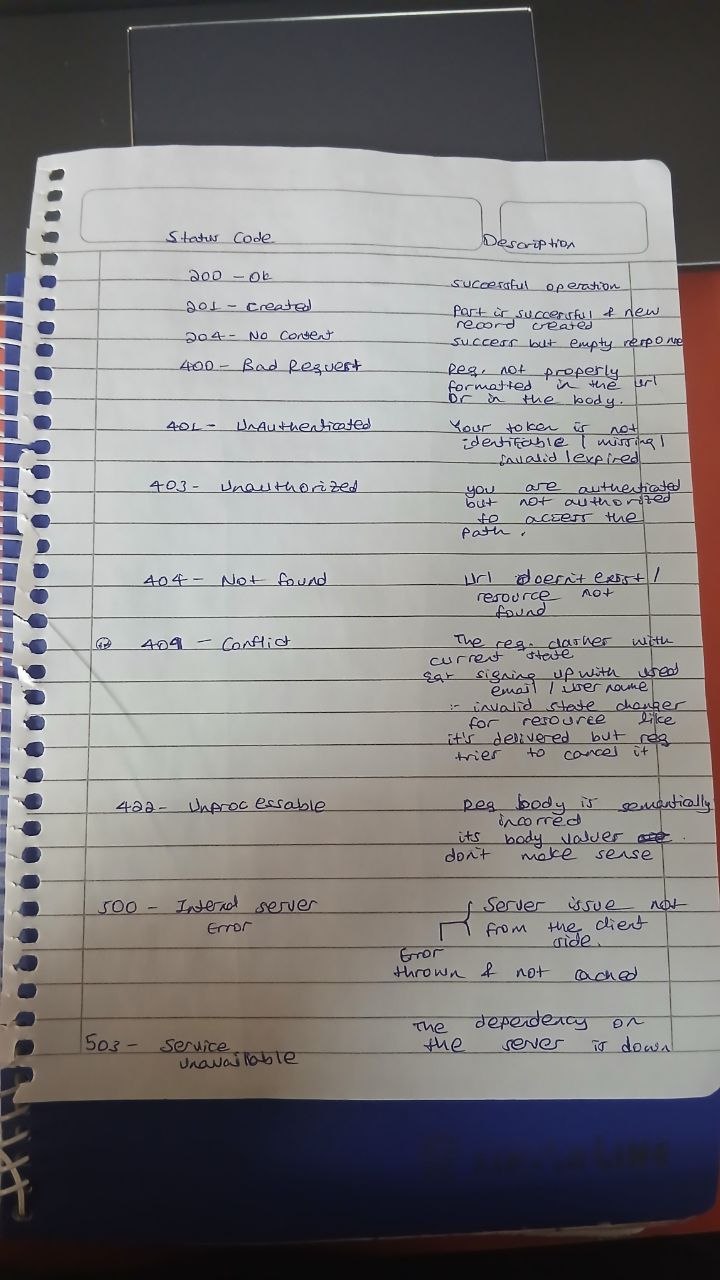 Status Code Description
200 - Ok successful operation
201 - Created Part is successful & new
record created
204 - No Content success but empty respone
400 - Bad Request Req. not properly
formatted in the url
Or in the body.
401 - UnAuthenticated Your token is not
identifable / missing /
invalid / expired
403 - Unauthorized you are authenticated
but not authorized
to access the
path.
404 - Not found Url doesn't exist /
resource not
found
409 - Conflict The req. clashes with
current state
signing up with used
email / user name
:- invalid state changes
for resource like
it's delivered but req
tries to cancel it
422 - Unprocessable Req body is semantically
incorred
its body values
don't make sense
500 - Internal server Server issue not
Error from the client
side.
Error
thrown & not cached
503 - Service The dependency on
unavailable the server is down